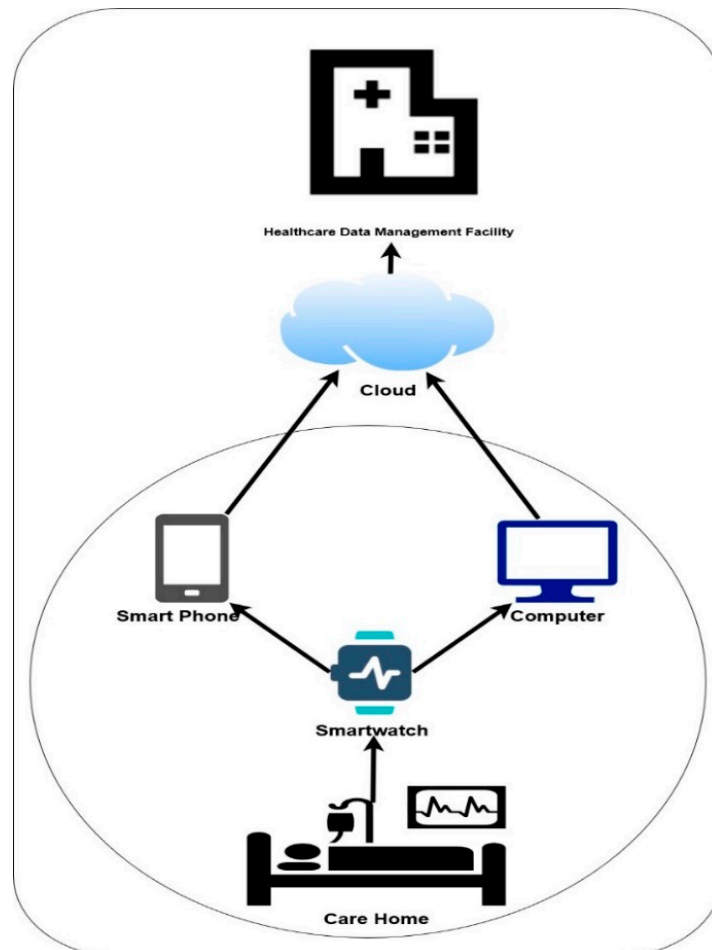 Healthcare Data Management Facility
Cloud
Smart Phone
Computer
Smartwatch
Care Home